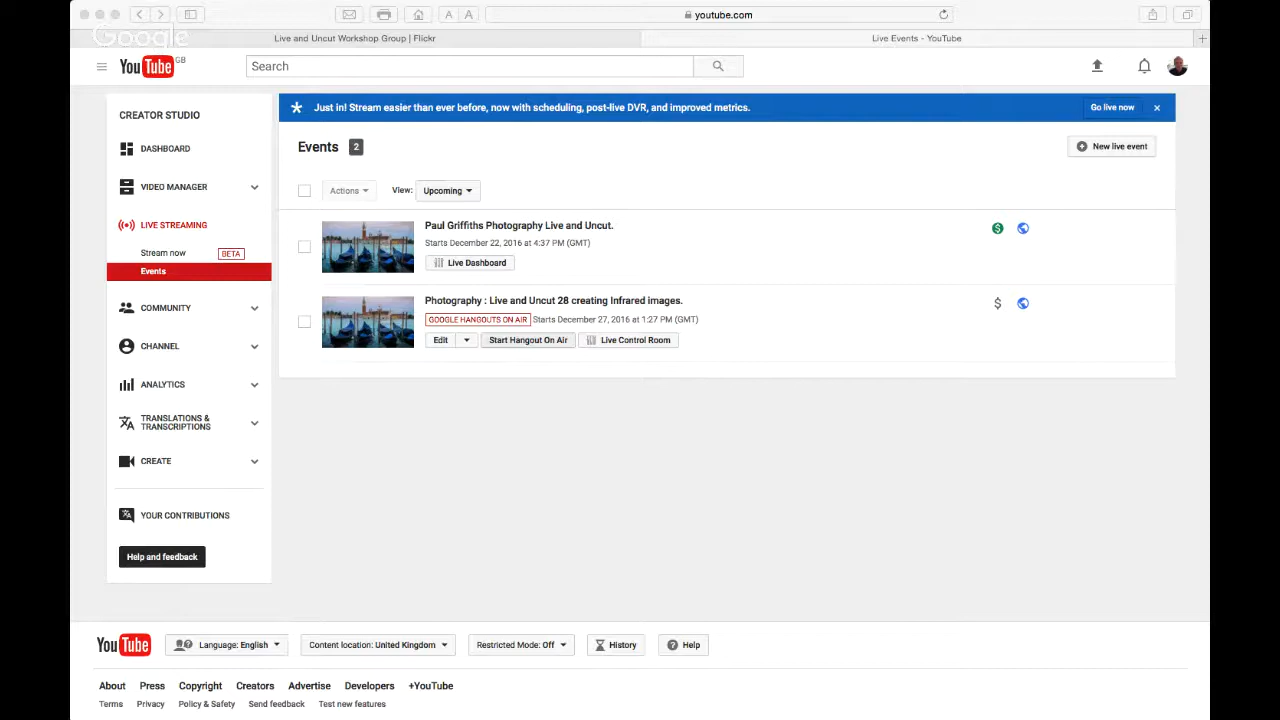 A A
youtube.com
Google
Live and Uncut Workshop Group | Flickr
Live Events - YouTube
YouTube GB
Search
CREATOR STUDIO
DASHBOARD
VIDEO MANAGER
LIVE STREAMING
Stream now BETA
Events
COMMUNITY
CHANNEL
ANALYTICS
TRANSLATIONS &
TRANSCRIPTIONS
CREATE
YOUR CONTRIBUTIONS
Help and feedback
Just in! Stream easier than ever before, now with scheduling, post-live DVR, and improved metrics.
Go live now
Events 2
New live event
Actions
View: Upcoming
Paul Griffiths Photography Live and Uncut.
Starts December 22, 2016 at 4:37 PM (GMT)
Live Dashboard
Photography : Live and Uncut 28 creating Infrared images.
GOOGLE HANGOUTS ON AIR Starts December 27, 2016 at 1:27 PM (GMT)
Edit Start Hangout On Air Live Control Room
YouTube Language: English Content location: United Kingdom Restricted Mode: Off History Help
About Press Copyright Creators Advertise Developers +YouTube
Terms Privacy Policy & Safety Send feedback Test new features